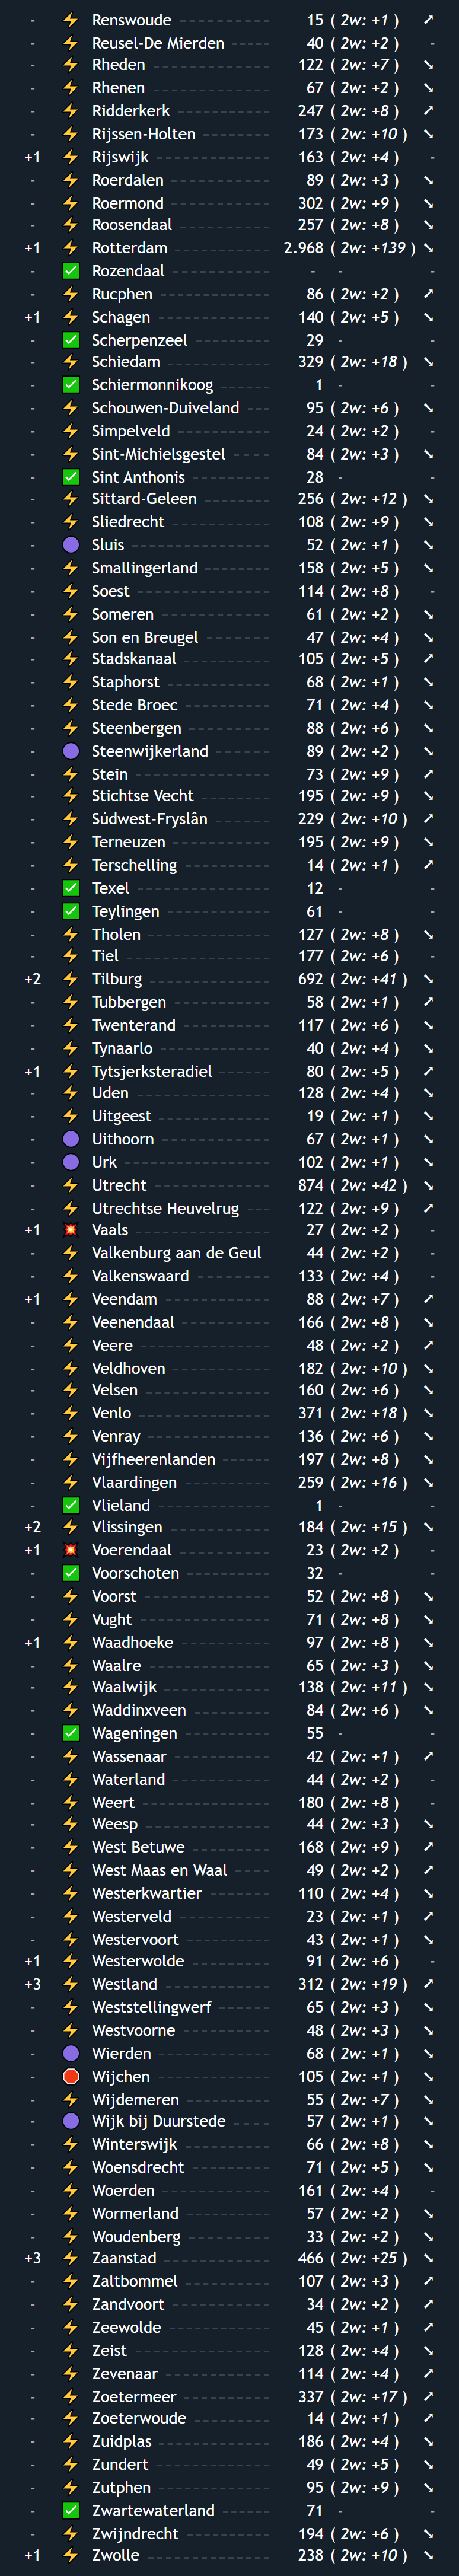 - ⚡ Renswoude 15 ( 2w: +1 ) ↗
- ⚡ Reusel-De Mierden 40 ( 2w: +2 ) -
- ⚡ Rheden 122 ( 2w: +7 ) ↘
- ⚡ Rhenen 67 ( 2w: +2 ) ↘
- ⚡ Ridderkerk 247 ( 2w: +8 ) ↗
- ⚡ Rijssen-Holten 173 ( 2w: +10 ) ↘
+1 ⚡ Rijswijk 163 ( 2w: +4 ) -
- ⚡ Roerdalen 89 ( 2w: +3 ) ↘
- ⚡ Roermond 302 ( 2w: +9 ) ↘
- ⚡ Roosendaal 257 ( 2w: +8 ) ↘
+1 ⚡ Rotterdam 2.968 ( 2w: +139 ) ↘
- ✅ Rozendaal - - -
- ⚡ Rucphen 86 ( 2w: +2 ) ↗
+1 ⚡ Schagen 140 ( 2w: +5 ) ↘
- ✅ Scherpenzeel 29 - -
- ⚡ Schiedam 329 ( 2w: +18 ) ↘
- ✅ Schiermonnikoog 1 - -
- ⚡ Schouwen-Duiveland 95 ( 2w: +6 ) ↘
- ⚡ Simpelveld 24 ( 2w: +2 ) -
- ⚡ Sint-Michielsgestel 84 ( 2w: +3 ) ↘
- ✅ Sint Anthonis 28 - -
- ⚡ Sittard-Geleen 256 ( 2w: +12 ) ↘
- ⚡ Sliedrecht 108 ( 2w: +9 ) ↘
- 🟣 Sluis 52 ( 2w: +1 ) ↘
- ⚡ Smallingerland 158 ( 2w: +5 ) ↘
- ⚡ Soest 114 ( 2w: +8 ) -
- ⚡ Someren 61 ( 2w: +2 ) ↘
- ⚡ Son en Breugel 47 ( 2w: +4 ) ↘
- ⚡ Stadskanaal 105 ( 2w: +5 ) ↗
- ⚡ Staphorst 68 ( 2w: +1 ) ↘
- ⚡ Stede Broec 71 ( 2w: +4 ) ↘
- ⚡ Steenbergen 88 ( 2w: +6 ) ↘
- 🟣 Steenwijkerland 89 ( 2w: +2 ) ↘
- ⚡ Stein 73 ( 2w: +9 ) ↗
- ⚡ Stichtse Vecht 195 ( 2w: +9 ) ↘
- ⚡ Súdwest-Fryslân 229 ( 2w: +10 ) ↗
- ⚡ Terneuzen 195 ( 2w: +9 ) ↘
- ⚡ Terschelling 14 ( 2w: +1 ) ↗
- ✅ Texel 12 - -
- ✅ Teylingen 61 - -
- ⚡ Tholen 127 ( 2w: +8 ) ↘
- ⚡ Tiel 177 ( 2w: +6 ) -
+2 ⚡ Tilburg 692 ( 2w: +41 ) ↘
- ⚡ Tubbergen 58 ( 2w: +1 ) ↗
- ⚡ Twenterand 117 ( 2w: +6 ) ↘
- ⚡ Tynaarlo 40 ( 2w: +4 ) ↘
+1 ⚡ Tytsjerksteradiel 80 ( 2w: +5 ) ↗
- ⚡ Uden 128 ( 2w: +4 ) ↘
- ⚡ Uitgeest 19 ( 2w: +1 ) ↘
- 🟣 Uithoorn 67 ( 2w: +1 ) ↘
- 🟣 Urk 102 ( 2w: +1 ) ↘
- ⚡ Utrecht 874 ( 2w: +42 ) ↘
- ⚡ Utrechtse Heuvelrug 122 ( 2w: +9 ) ↗
+1 💥 Vaals 27 ( 2w: +2 ) -
- ⚡ Valkenburg aan de Geul 44 ( 2w: +2 ) -
- ⚡ Valkenswaard 133 ( 2w: +4 ) -
+1 ⚡ Veendam 88 ( 2w: +7 ) ↗
- ⚡ Veenendaal 166 ( 2w: +8 ) ↘
- ⚡ Veere 48 ( 2w: +2 ) ↗
- ⚡ Veldhoven 182 ( 2w: +10 ) ↘
- ⚡ Velsen 160 ( 2w: +6 ) ↘
- ⚡ Venlo 371 ( 2w: +18 ) ↘
- ⚡ Venray 136 ( 2w: +6 ) ↘
- ⚡ Vijfheerenlanden 197 ( 2w: +8 ) ↘
- ⚡ Vlaardingen 259 ( 2w: +16 ) ↘
- ✅ Vlieland 1 - -
+2 ⚡ Vlissingen 184 ( 2w: +15 ) ↘
+1 💥 Voerendaal 23 ( 2w: +2 ) -
- ✅ Voorschoten 32 - -
- ⚡ Voorst 52 ( 2w: +8 ) ↘
- ⚡ Vught 71 ( 2w: +8 ) ↘
+1 ⚡ Waadhoeke 97 ( 2w: +8 ) ↘
- ⚡ Waalre 65 ( 2w: +3 ) ↘
- ⚡ Waalwijk 138 ( 2w: +11 ) ↘
- ⚡ Waddinxveen 84 ( 2w: +6 ) ↘
- ✅ Wageningen 55 - -
- ⚡ Wassenaar 42 ( 2w: +1 ) ↗
- ⚡ Waterland 44 ( 2w: +2 ) -
- ⚡ Weert 180 ( 2w: +8 ) -
- ⚡ Weesp 44 ( 2w: +3 ) ↘
- ⚡ West Betuwe 168 ( 2w: +9 ) ↗
- ⚡ West Maas en Waal 49 ( 2w: +2 ) ↗
- ⚡ Westerkwartier 110 ( 2w: +4 ) ↘
- ⚡ Westerveld 23 ( 2w: +1 ) ↗
- ⚡ Westervoort 43 ( 2w: +1 ) ↘
+1 ⚡ Westerwolde 91 ( 2w: +6 ) -
+3 ⚡ Westland 312 ( 2w: +19 ) ↗
- ⚡ Weststellingwerf 65 ( 2w: +3 ) ↘
- ⚡ Westvoorne 48 ( 2w: +3 ) ↘
- 🟣 Wierden 68 ( 2w: +1 ) ↘
- 🛑 Wijchen 105 ( 2w: +1 ) ↘
- ⚡ Wijdemeren 55 ( 2w: +7 ) ↘
- 🟣 Wijk bij Duurstede 57 ( 2w: +1 ) ↘
- ⚡ Winterswijk 66 ( 2w: +8 ) ↘
- ⚡ Woensdrecht 71 ( 2w: +5 ) ↘
- ⚡ Woerden 161 ( 2w: +4 ) -
- ⚡ Wormerland 57 ( 2w: +2 ) ↘
- ⚡ Woudenberg 33 ( 2w: +2 ) ↘
+3 ⚡ Zaanstad 466 ( 2w: +25 ) ↘
- ⚡ Zaltbommel 107 ( 2w: +3 ) ↗
- ⚡ Zandvoort 34 ( 2w: +2 ) ↗
- ⚡ Zeewolde 45 ( 2w: +1 ) ↗
- ⚡ Zeist 128 ( 2w: +4 ) ↘
- ⚡ Zevenaar 114 ( 2w: +4 ) ↗
- ⚡ Zoetermeer 337 ( 2w: +17 ) ↗
- ⚡ Zoeterwoude 14 ( 2w: +1 ) ↗
- ⚡ Zuidplas 186 ( 2w: +4 ) ↘
- ⚡ Zundert 49 ( 2w: +5 ) ↘
- ⚡ Zutphen 95 ( 2w: +9 ) ↘
- ✅ Zwartewaterland 71 - -
- ⚡ Zwijndrecht 194 ( 2w: +6 ) ↘
+1 ⚡ Zwolle 238 ( 2w: +10 ) ↘